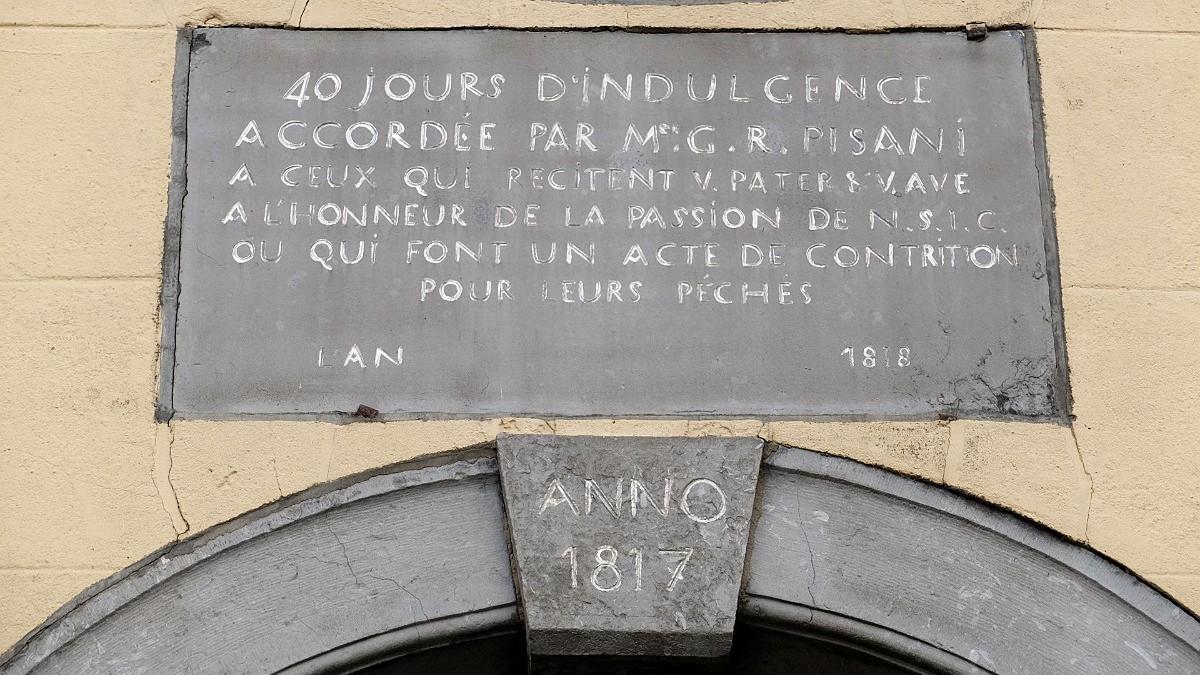 40 JOURS D'INDULGENCE
ACCORDÉE PAR Mgr. G. R. PISANI
A CEUX QUI RECITENT V. PATER & V. AVE
A L'HONNEUR DE LA PASSION DE N.S.I.C.
OU QUI FONT UN ACTE DE CONTRITION
POUR LEURS PÉCHÉS
L'AN 1818
ANNO
1817